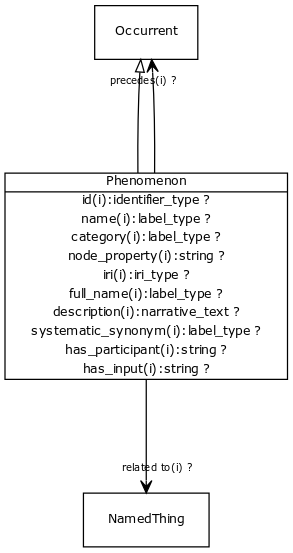 Occurrent
precedes(i) ?
Phenomenon
id(i):identifier_type ?
name(i):label_type ?
category(i):label_type ?
node_property(i):string ?
iri(i):iri_type ?
full_name(i):label_type ?
description(i):narrative_text ?
systematic_synonym(i):label_type ?
has_participant(i):string ?
has_input(i):string ?
related to(i) ?
NamedThing